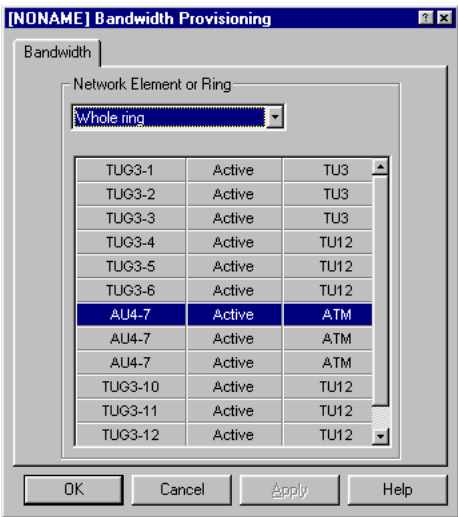 [NONAME] Bandwidth Provisioning
Bandwidth
Network Element or Ring
Whole ring
TUG3-1 Active TU3
TUG3-2 Active TU3
TUG3-3 Active TU3
TUG3-4 Active TU12
TUG3-5 Active TU12
TUG3-6 Active TU12
AU4-7 Active ATM
AU4-7 Active ATM
AU4-7 Active ATM
TUG3-10 Active TU12
TUG3-11 Active TU12
TUG3-12 Active TU12
OK Cancel Apply Help